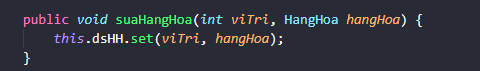 public void suaHangHoa(int viTri, HangHoa hangHoa) {
    this.dsHH.set(viTri, hangHoa);
}